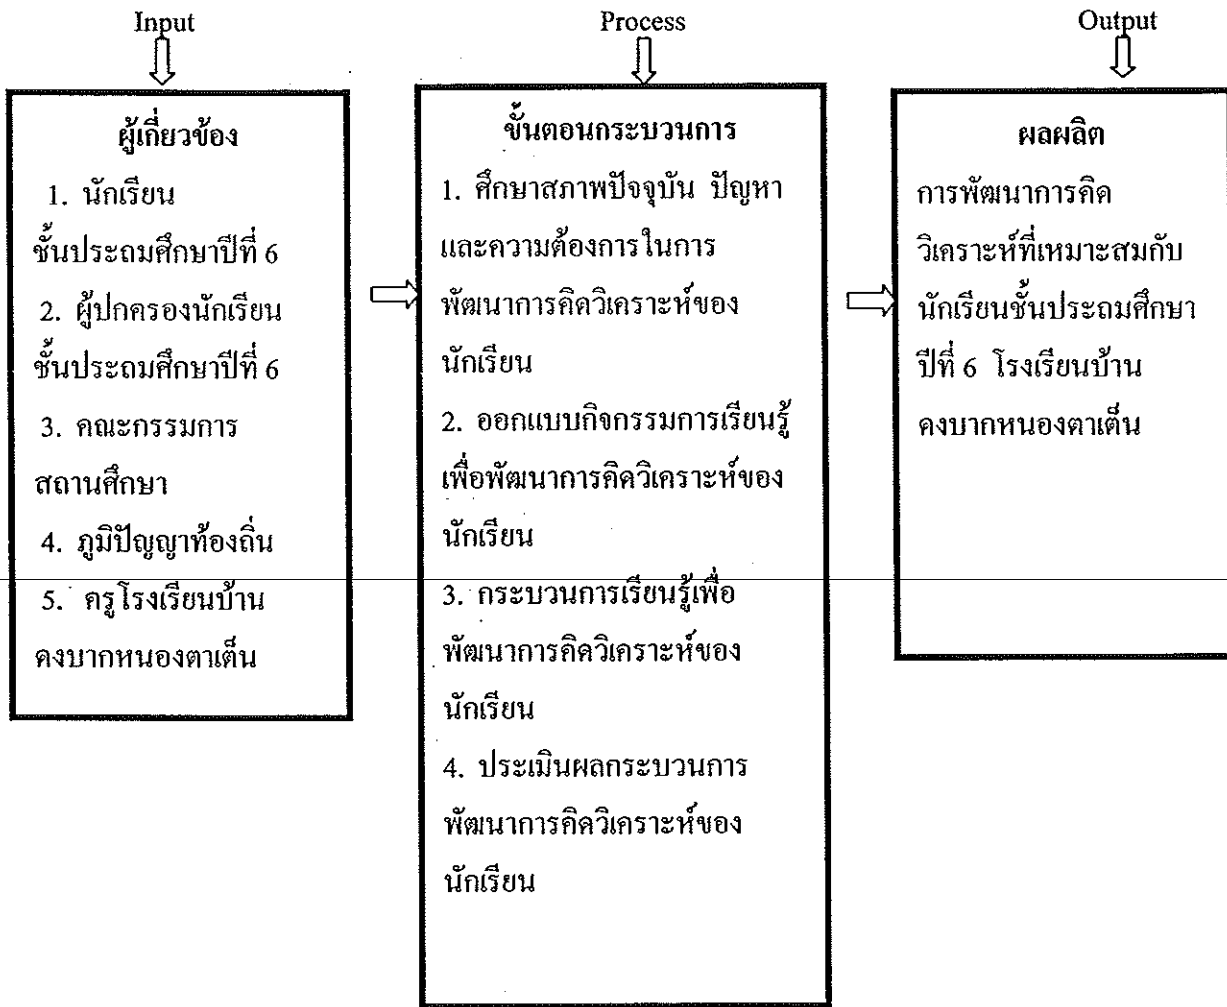 Input
Process
Output
ผู้เกี่ยวข้อง
1. นักเรียน
ชั้นประถมศึกษาปีที่ 6
2. ผู้ปกครองนักเรียน
ชั้นประถมศึกษาปีที่ 6
3. คณะกรรมการ
สถานศึกษา
4. ภูมิปัญญาท้องถิ่น
5. ครูโรงเรียนบ้าน
คงบากหนองตาเต็น
ขั้นตอนกระบวนการ
1. ศึกษาสภาพปัจจุบัน ปัญหา
และความต้องการในการ
พัฒนาการคิดวิเคราะห์ของ
นักเรียน
2. ออกแบบกิจกรรมการเรียนรู้
เพื่อพัฒนาการคิดวิเคราะห์ของ
นักเรียน
3. กระบวนการเรียนรู้เพื่อ
พัฒนาการคิดวิเคราะห์ของ
นักเรียน
4. ประเมินผลกระบวนการ
พัฒนาการคิดวิเคราะห์ของ
นักเรียน
ผลผลิต
การพัฒนาการคิด
วิเคราะห์ที่เหมาะสมกับ
นักเรียนชั้นประถมศึกษา
ปีที่ 6 โรงเรียนบ้าน
คงบากหนองตาเต็น